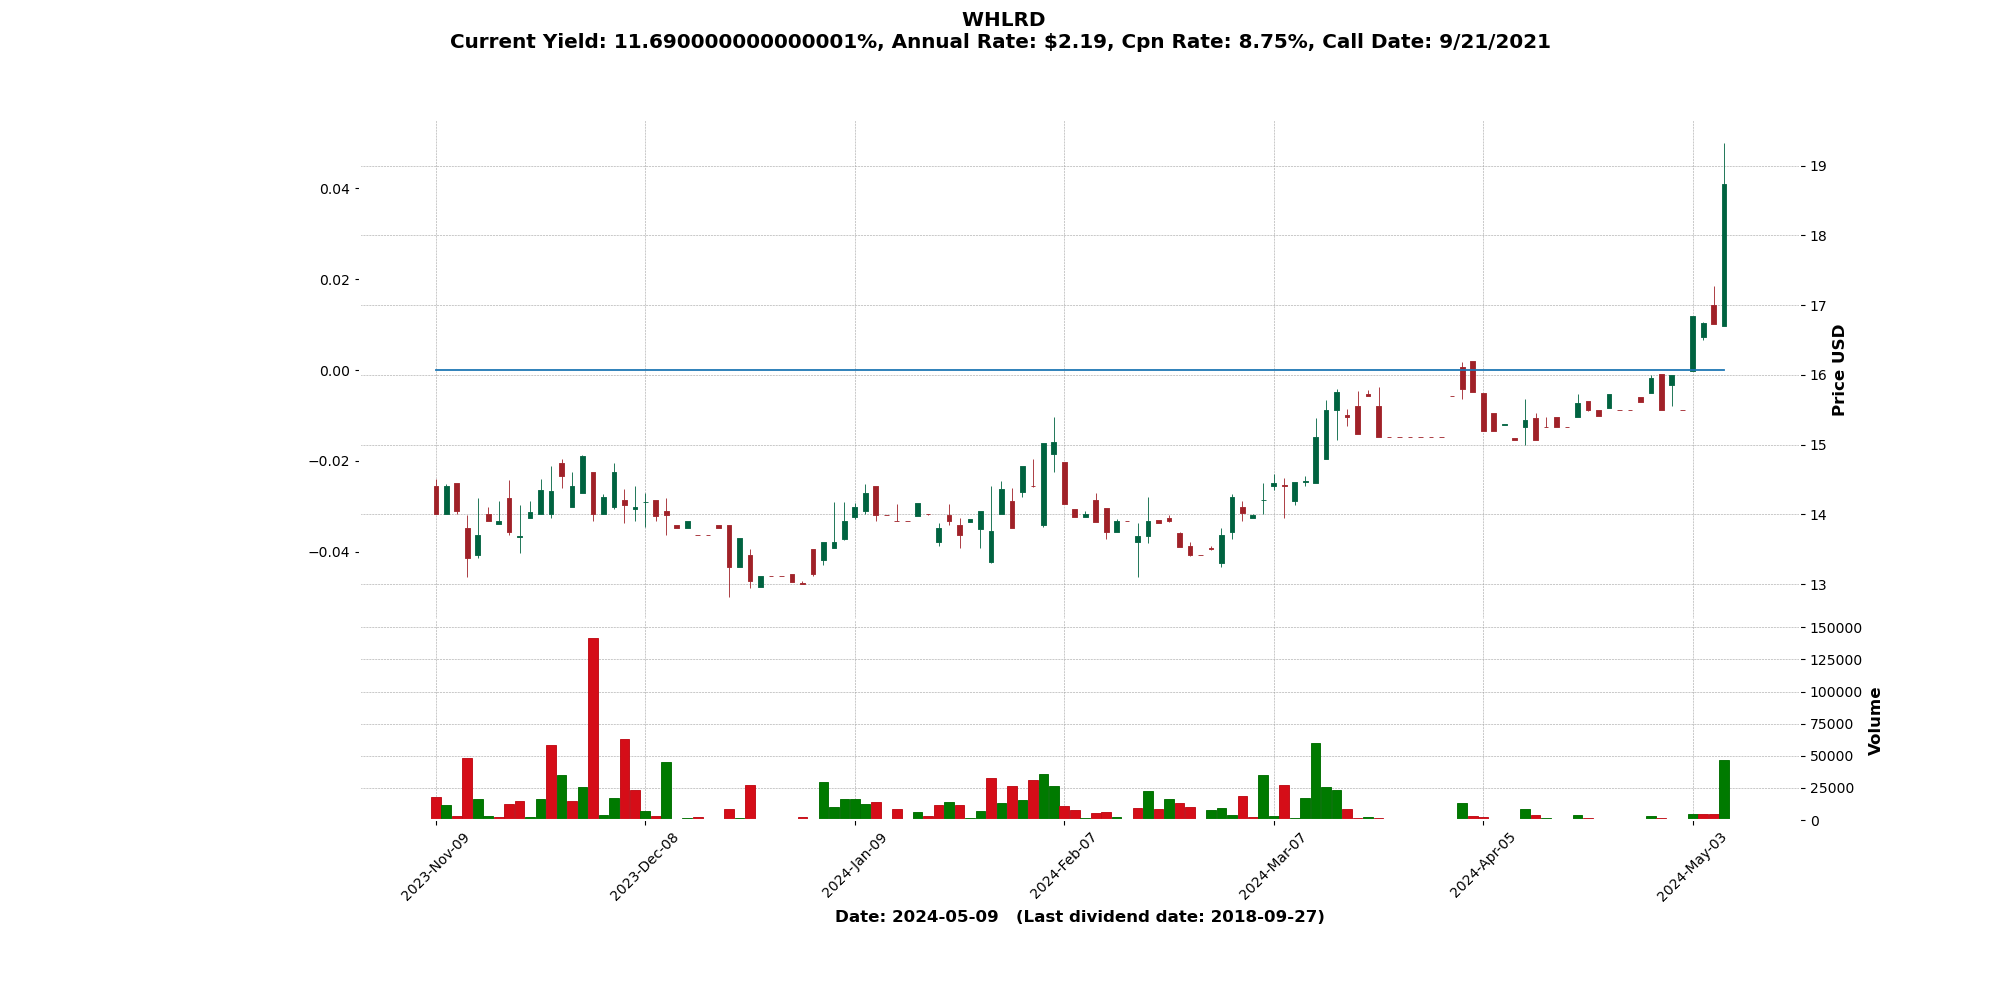 WHLRD
Current Yield: 11.690000000000001%, Annual Rate: $2.19, Cpn Rate: 8.75%, Call Date: 9/21/2021
0.04
0.02
0.00
−0.02
−0.04
19
18
17
16
15
14
13
Price USD
150000
125000
100000
75000
50000
25000
0
Volume
2023-Nov-09
2023-Dec-08
2024-Jan-09
2024-Feb-07
2024-Mar-07
2024-Apr-05
2024-May-03
Date: 2024-05-09 (Last dividend date: 2018-09-27)